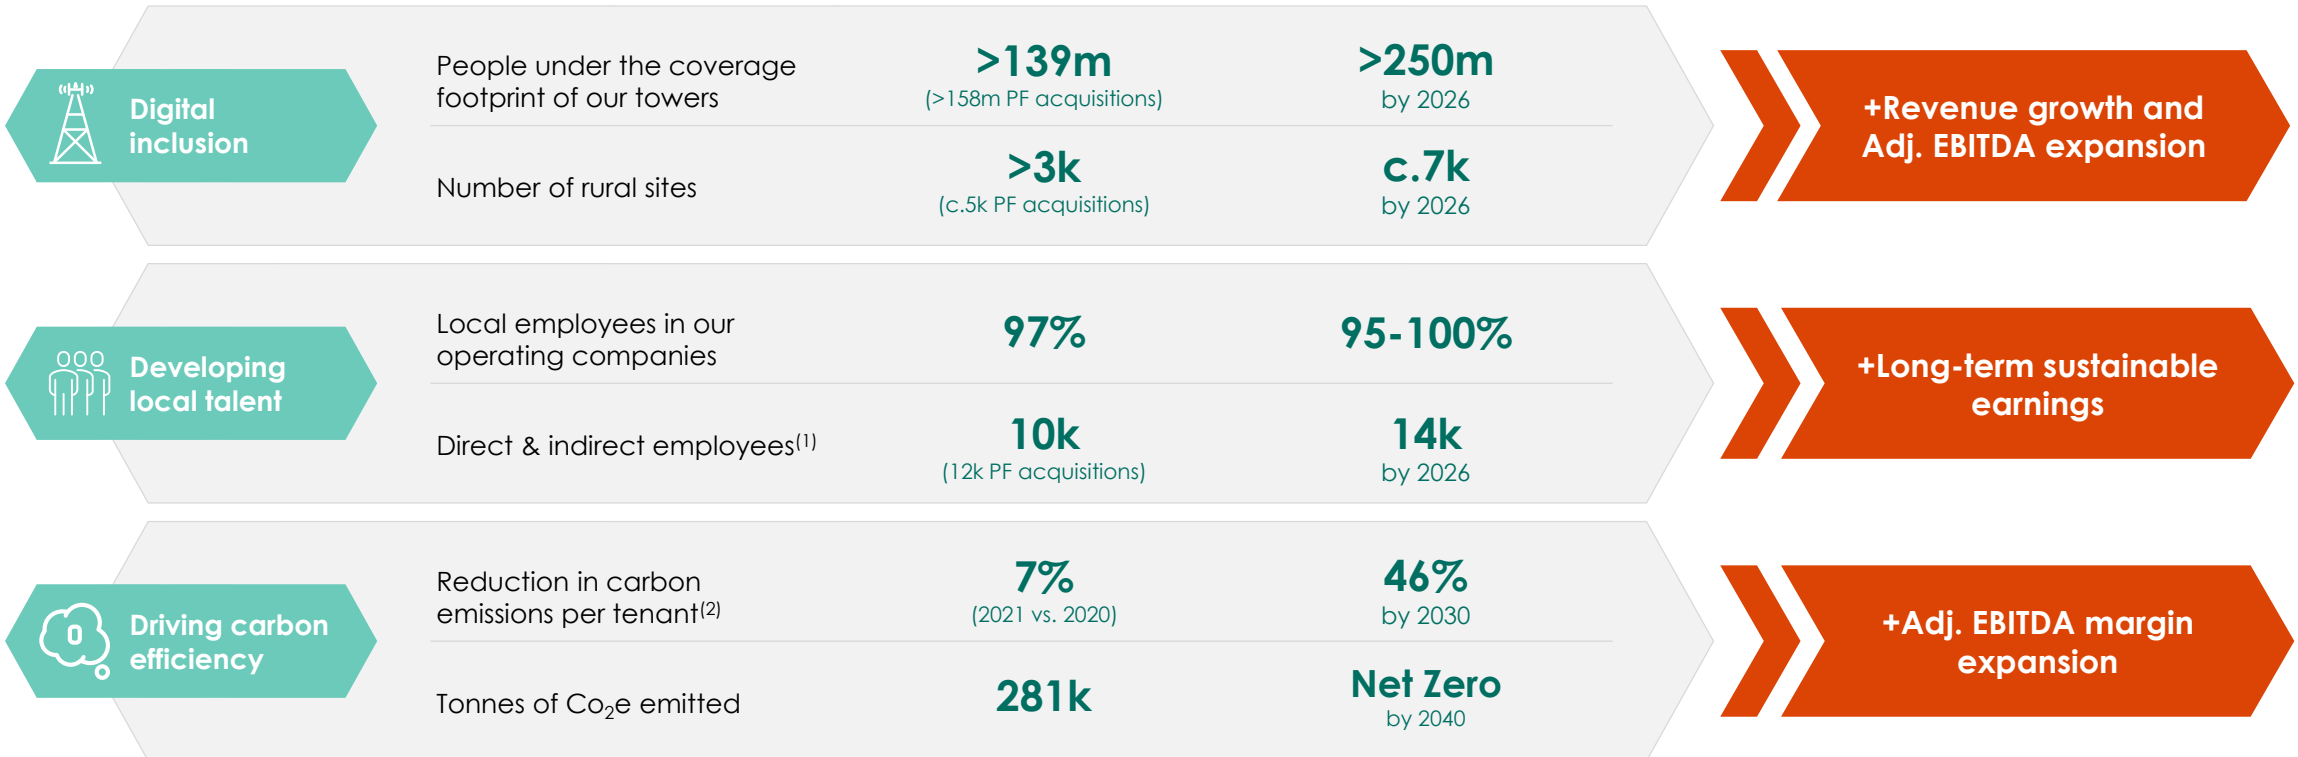 Digital
inclusion
People under the coverage
footprint of our towers
>139m
(>158m PF acquisitions)
>250m
by 2026
Number of rural sites
>3k
(c.5k PF acquisitions)
c.7k
by 2026
+Revenue growth and
Adj. EBITDA expansion
Developing
local talent
Local employees in our
operating companies
97%
95-100%
Direct & indirect employees(1)
10k
(12k PF acquisitions)
14k
by 2026
+Long-term sustainable
earnings
0
Driving carbon
efficiency
Reduction in carbon
emissions per tenant(2)
7%
(2021 vs. 2020)
46%
by 2030
Tonnes of Co2e emitted
281k
Net Zero
by 2040
+Adj. EBITDA margin
expansion